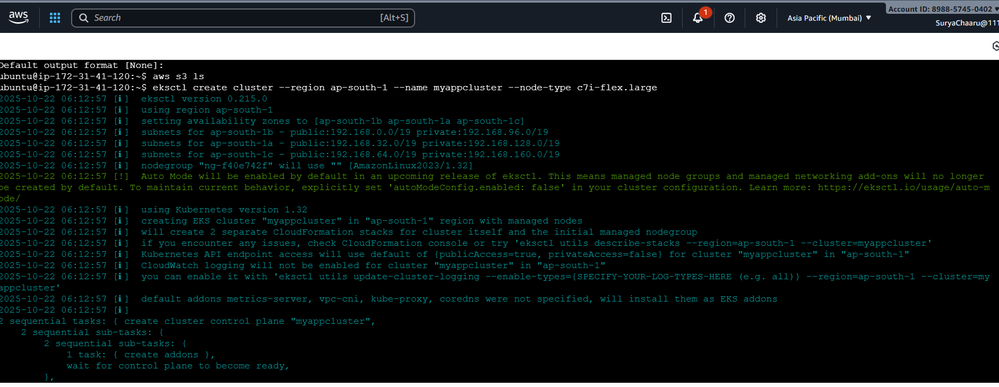 aws
Search
[Alt+S]
1
Asia Pacific (Mumbai) ▼
Account ID: 8988-5745-0402 ▼
SuryaChaaru@111
Default output format [None]:
ubuntu@ip-172-31-41-120:~$ aws s3 ls
ubuntu@ip-172-31-41-120:~$ eksctl create cluster --region ap-south-1 --name myappcluster --node-type c7i-flex.large
2025-10-22 06:12:57 [ℹ]  eksctl version 0.215.0
2025-10-22 06:12:57 [ℹ]  using region ap-south-1
2025-10-22 06:12:57 [ℹ]  setting availability zones to [ap-south-1b ap-south-1a ap-south-1c]
2025-10-22 06:12:57 [ℹ]  subnets for ap-south-1b - public:192.168.0.0/19 private:192.168.96.0/19
2025-10-22 06:12:57 [ℹ]  subnets for ap-south-1a - public:192.168.32.0/19 private:192.168.128.0/19
2025-10-22 06:12:57 [ℹ]  subnets for ap-south-1c - public:192.168.64.0/19 private:192.168.160.0/19
2025-10-22 06:12:57 [ℹ]  nodegroup "ng-f40e742f" will use "" [AmazonLinux2023/1.32]
2025-10-22 06:12:57 [!]  Auto Mode will be enabled by default in an upcoming release of eksctl. This means managed node groups and managed networking add-ons will no longer
be created by default. To maintain current behavior, explicitly set 'autoModeConfig.enabled: false' in your cluster configuration. Learn more: https://eksctl.io/usage/auto-m
ode/
2025-10-22 06:12:57 [ℹ]  using Kubernetes version 1.32
2025-10-22 06:12:57 [ℹ]  creating EKS cluster "myappcluster" in "ap-south-1" region with managed nodes
2025-10-22 06:12:57 [ℹ]  will create 2 separate CloudFormation stacks for cluster itself and the initial managed nodegroup
2025-10-22 06:12:57 [ℹ]  if you encounter any issues, check CloudFormation console or try 'eksctl utils describe-stacks --region=ap-south-1 --cluster=myappcluster'
2025-10-22 06:12:57 [ℹ]  Kubernetes API endpoint access will use default of {publicAccess=true, privateAccess=false} for cluster "myappcluster" in "ap-south-1"
2025-10-22 06:12:57 [ℹ]  CloudWatch logging will not be enabled for cluster "myappcluster" in "ap-south-1"
2025-10-22 06:12:57 [ℹ]  you can enable it with 'eksctl utils update-cluster-logging --enable-types={SPECIFY-YOUR-LOG-TYPES-HERE (e.g. all)} --region=ap-south-1 --cluster=my
appcluster'
2025-10-22 06:12:57 [ℹ]  default addons metrics-server, vpc-cni, kube-proxy, coredns were not specified, will install them as EKS addons
2025-10-22 06:12:57 [ℹ]
2 sequential tasks: { create cluster control plane "myappcluster",
    2 sequential sub-tasks: {
        2 sequential sub-tasks: {
            1 task: { create addons },
            wait for control plane to become ready,
        },